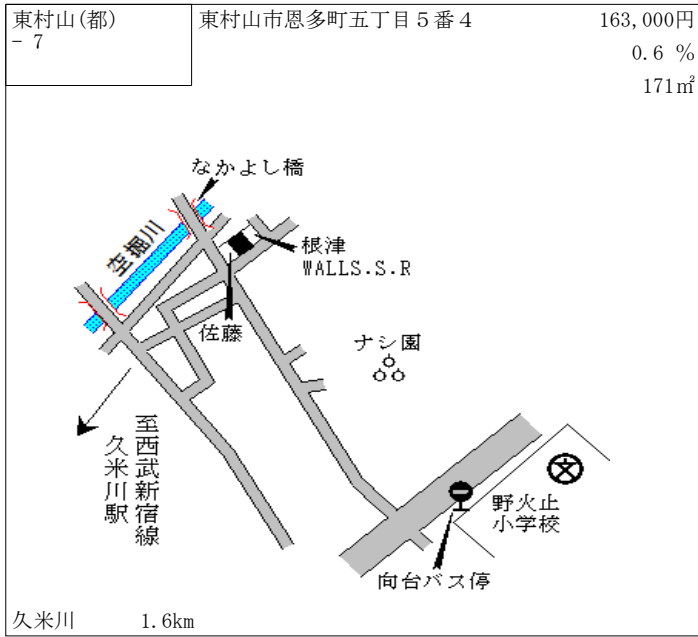 東村山(都)
- 7
東村山市恩多町五丁目５番４
163,000円
0.6 %
171㎡
なかよし橋
空掘川
根津
WALLS.S.R
佐藤
ナシ園
至西武新宿線
久米川駅
野火止
小学校
向台バス停
久米川 1.6km